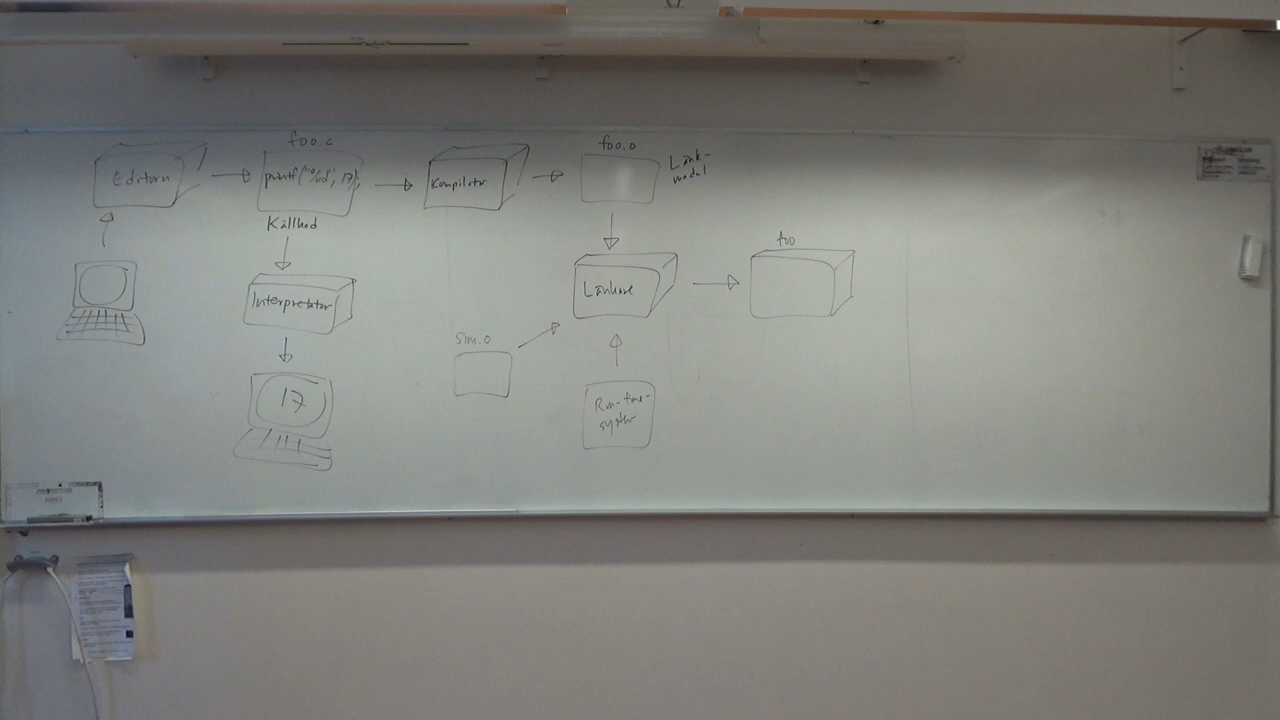 foo.c
foo.o
Editorn
printf("%d", 17);
Kompilator
Länk-
modul
Källkod
foo
Interpretator
Länkare
Sim.o
17
Run-time-
system